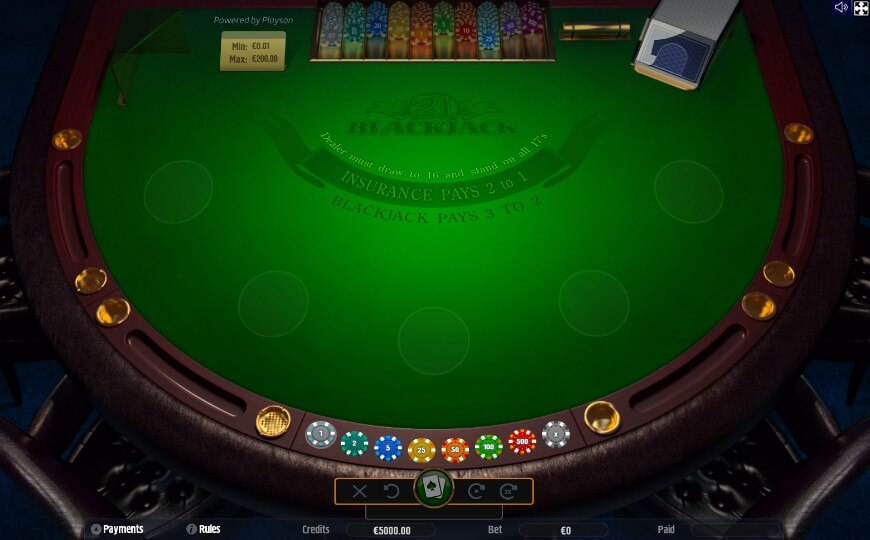 Powered by Playson
Min: €0.01
Max: €200.00
BLACKJACK
Dealer must draw to 16 and stand on all 17's
INSURANCE PAYS 2 to 1
BLACKJACK PAYS 3 TO 2
1
2
5
25
50
100
500
x
2X
Payments
i Rules
Credits
€5000.00
Bet
€0
Paid